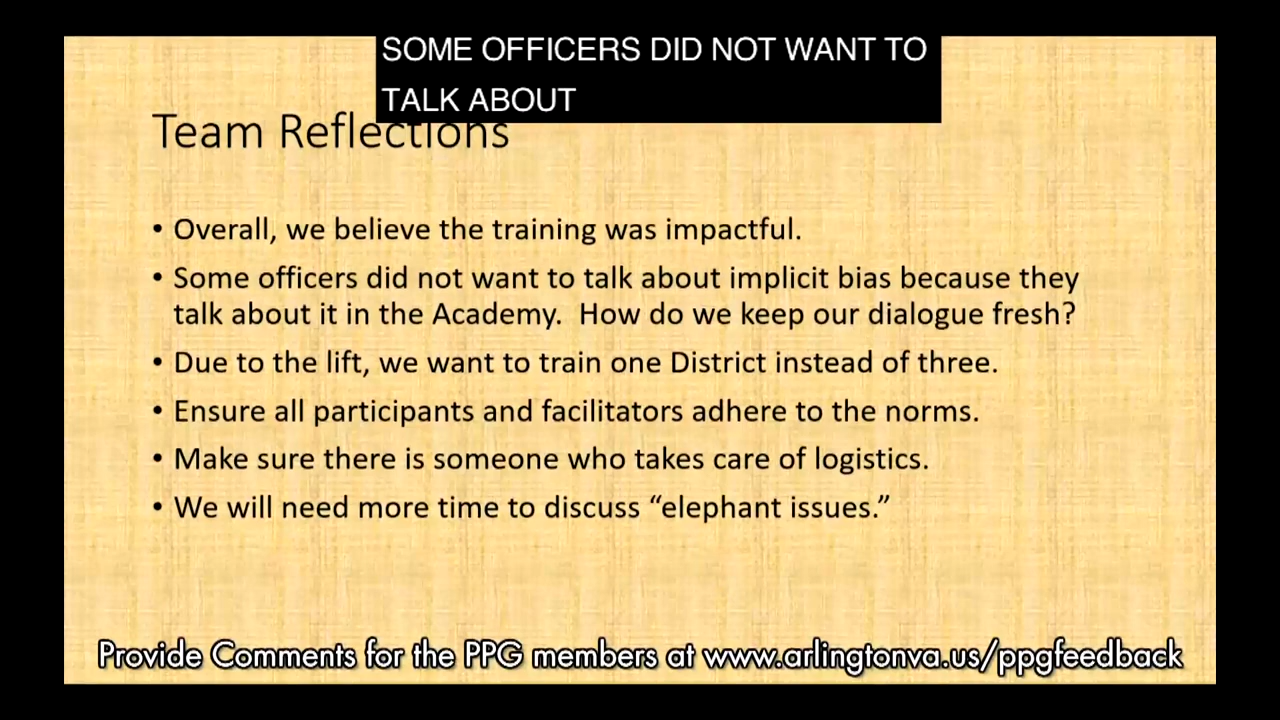 SOME OFFICERS DID NOT WANT TO
TALK ABOUT
Team Reflections
• Overall, we believe the training was impactful.
• Some officers did not want to talk about implicit bias because they
talk about it in the Academy.  How do we keep our dialogue fresh?
• Due to the lift, we want to train one District instead of three.
• Ensure all participants and facilitators adhere to the norms.
• Make sure there is someone who takes care of logistics.
• We will need more time to discuss “elephant issues.”
Provide Comments for the PPG members at www.arlingtonva.us/ppgfeedback